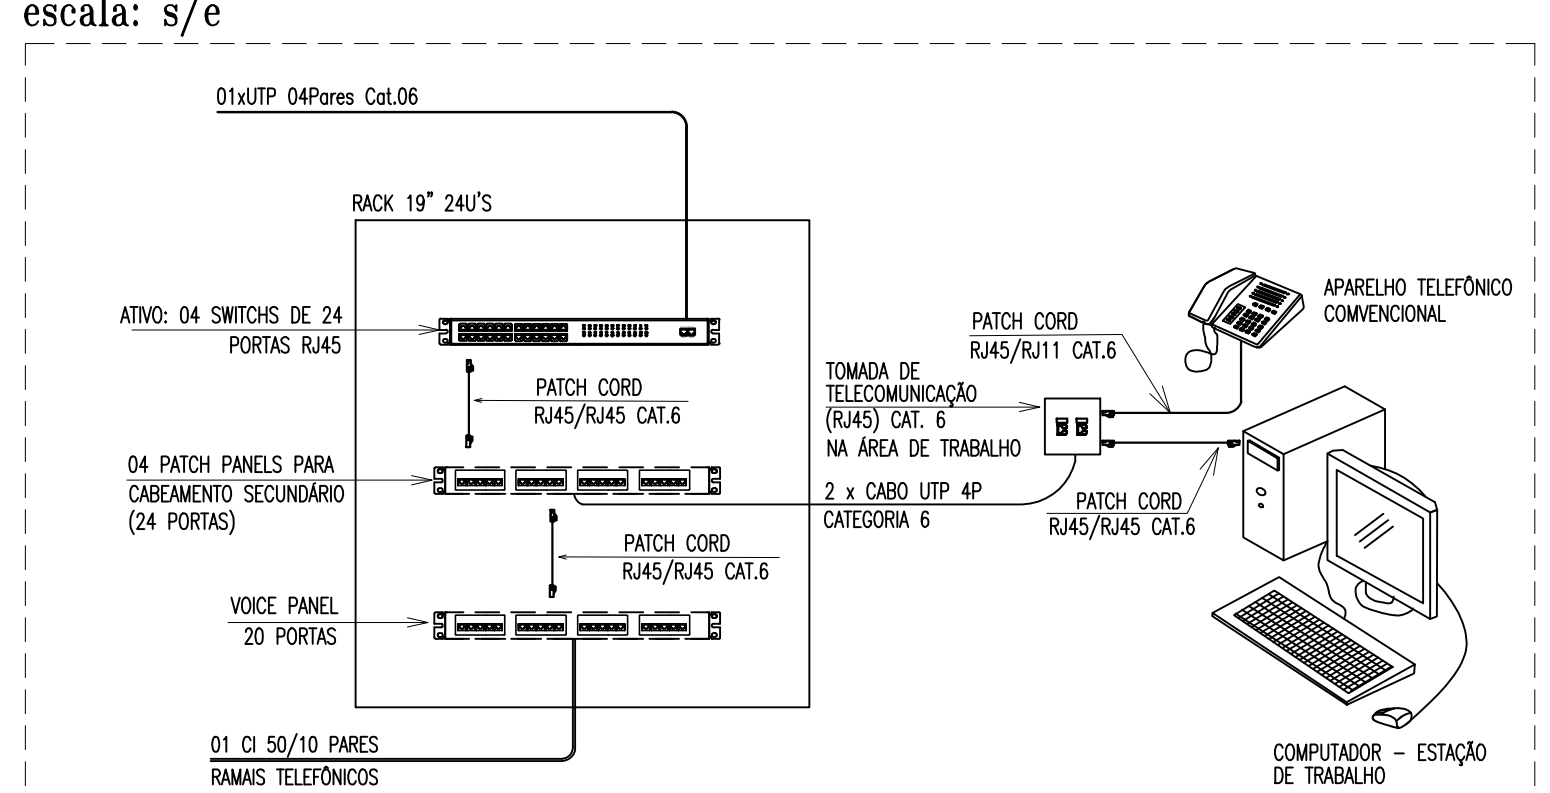 escala: s/e
01xUTP 04Pares Cat.06
RACK 19" 24U'S
ATIVO: 04 SWITCHS DE 24
PORTAS RJ45
PATCH CORD
RJ45/RJ45 CAT.6
04 PATCH PANELS PARA
CABEAMENTO SECUNDÁRIO
(24 PORTAS)
PATCH CORD
RJ45/RJ45 CAT.6
VOICE PANEL
20 PORTAS
01 CI 50/10 PARES
RAMAIS TELEFÔNICOS
TOMADA DE
TELECOMUNICAÇÃO
(RJ45) CAT. 6
NA ÁREA DE TRABALHO
2 x CABO UTP 4P
CATEGORIA 6
PATCH CORD
RJ45/RJ11 CAT.6
APARELHO TELEFÔNICO
COMVENCIONAL
PATCH CORD
RJ45/RJ45 CAT.6
COMPUTADOR – ESTAÇÃO
DE TRABALHO